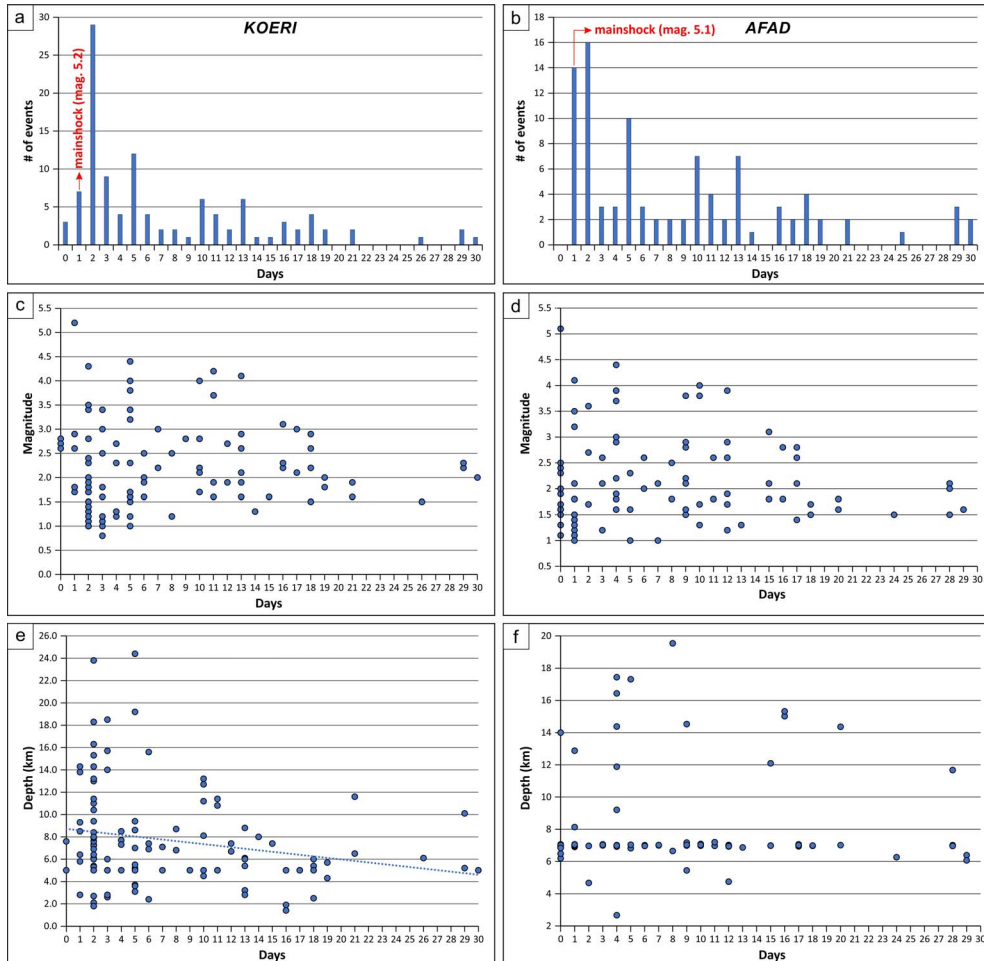 a
KOERI
30
25
20
15
10
5
0
# of events
mainshock (mag. 5.2)
0 1 2 3 4 5 6 7 8 9 10 11 12 13 14 15 16 17 18 19 20 21 22 23 24 25 26 27 28 29 30
Days
b
AFAD
18
16
14
12
10
8
6
4
2
0
# of events
mainshock (mag. 5.1)
0 1 2 3 4 5 6 7 8 9 10 11 12 13 14 15 16 17 18 19 20 21 22 23 24 25 26 27 28 29 30
Days
c
5.5
5.0
4.5
4.0
3.5
3.0
2.5
2.0
1.5
1.0
0.5
0.0
Magnitude
0 1 2 3 4 5 6 7 8 9 10 11 12 13 14 15 16 17 18 19 20 21 22 23 24 25 26 27 28 29 30
Days
d
5.5
5
4.5
4
3.5
3
2.5
2
1.5
1
0.5
Magnitude
0 1 2 3 4 5 6 7 8 9 10 11 12 13 14 15 16 17 18 19 20 21 22 23 24 25 26 27 28 29 30
Days
e
26.0
24.0
22.0
20.0
18.0
16.0
14.0
12.0
10.0
8.0
6.0
4.0
2.0
0.0
Depth (km)
0 1 2 3 4 5 6 7 8 9 10 11 12 13 14 15 16 17 18 19 20 21 22 23 24 25 26 27 28 29 30
Days
f
20
18
16
14
12
10
8
6
4
2
Depth (km)
0 1 2 3 4 5 6 7 8 9 10 11 12 13 14 15 16 17 18 19 20 21 22 23 24 25 26 27 28 29 30
Days